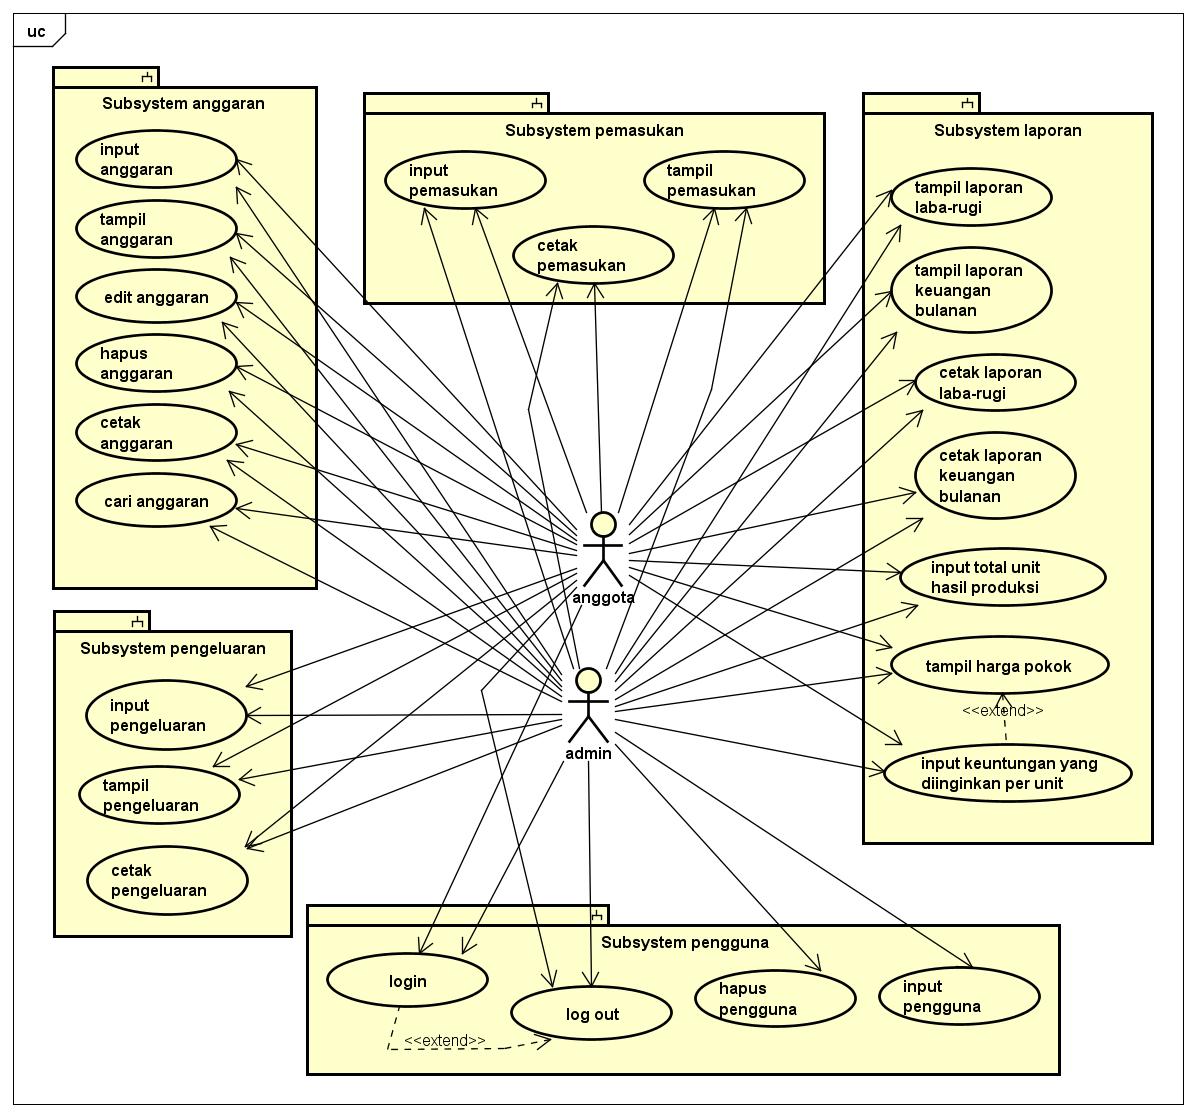 uc
Subsystem anggaran
input
anggaran
tampil
anggaran
edit anggaran
hapus
anggaran
cetak
anggaran
cari anggaran
Subsystem pemasukan
input
pemasukan
tampil
pemasukan
cetak
pemasukan
Subsystem laporan
tampil laporan
laba-rugi
tampil laporan
keuangan
bulanan
cetak laporan
laba-rugi
cetak laporan
keuangan
bulanan
input total unit
hasil produksi
tampil harga pokok
<<extend>>
input keuntungan yang
diinginkan per unit
anggota
admin
Subsystem pengeluaran
input
pengeluaran
tampil
pengeluaran
cetak
pengeluaran
Subsystem pengguna
login
log out
hapus
pengguna
input
pengguna
<<extend>>